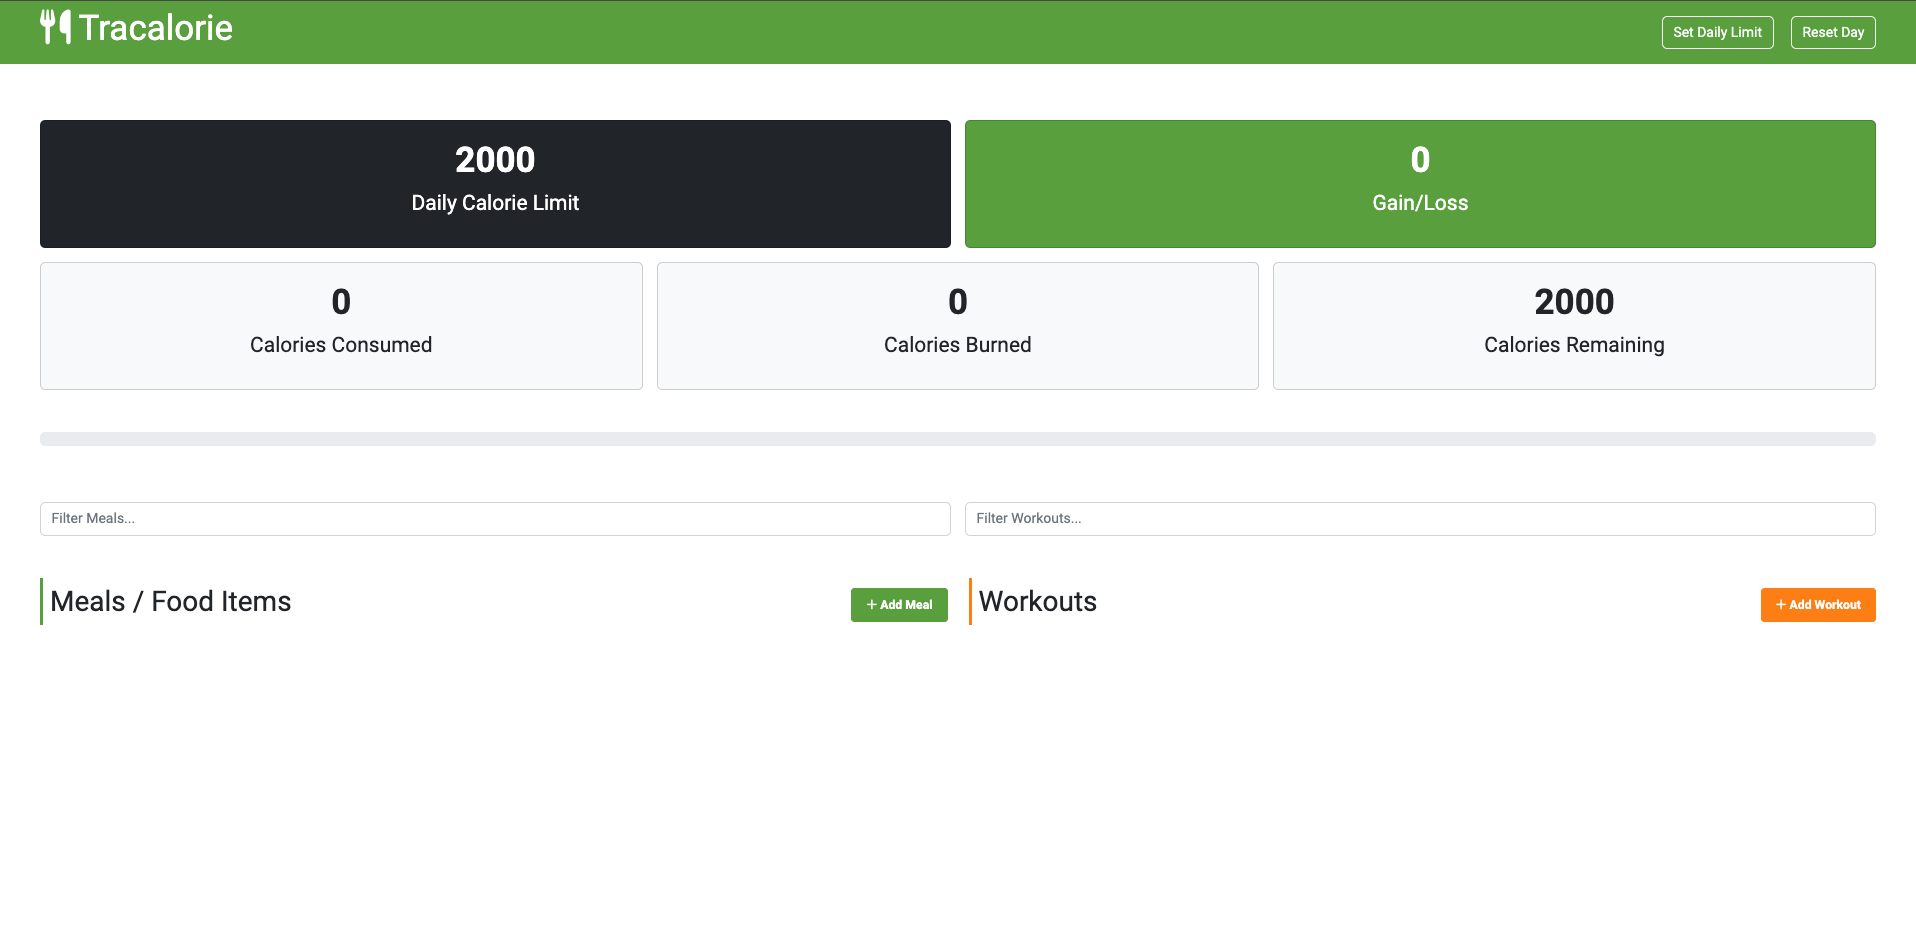 Tracalorie
Set Daily Limit
Reset Day
2000
Daily Calorie Limit
0
Gain/Loss
0
Calories Consumed
0
Calories Burned
2000
Calories Remaining
Filter Meals...
Filter Workouts...
Meals / Food Items
+ Add Meal
Workouts
+ Add Workout